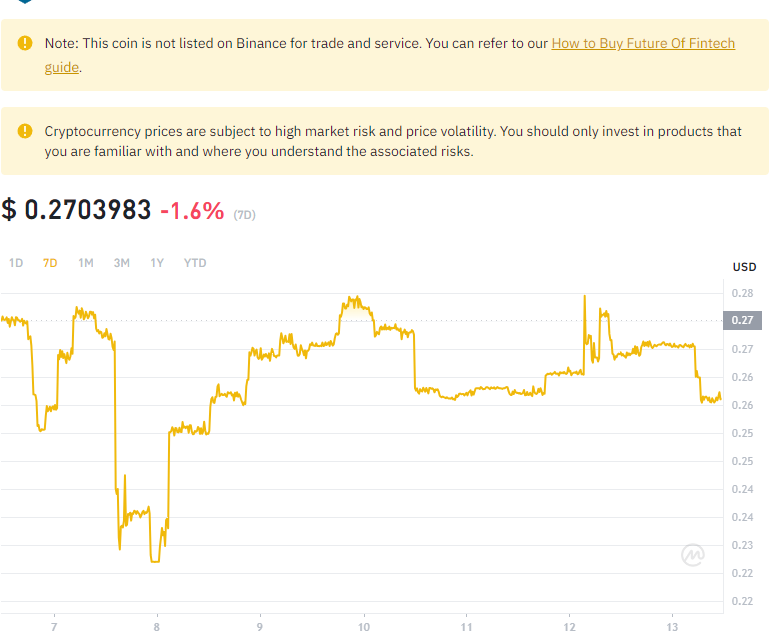 Note: This coin is not listed on Binance for trade and service. You can refer to our How to Buy Future Of Fintech
guide.
Cryptocurrency prices are subject to high market risk and price volatility. You should only invest in products that
you are familiar with and where you understand the associated risks.
$ 0.2703983 -1.6% (7D)
1D 7D 1M 3M 1Y YTD
USD
0.28
0.27
0.27
0.26
0.26
0.25
0.25
0.24
0.24
0.23
0.22
0.22
7 8 9 10 11 12 13